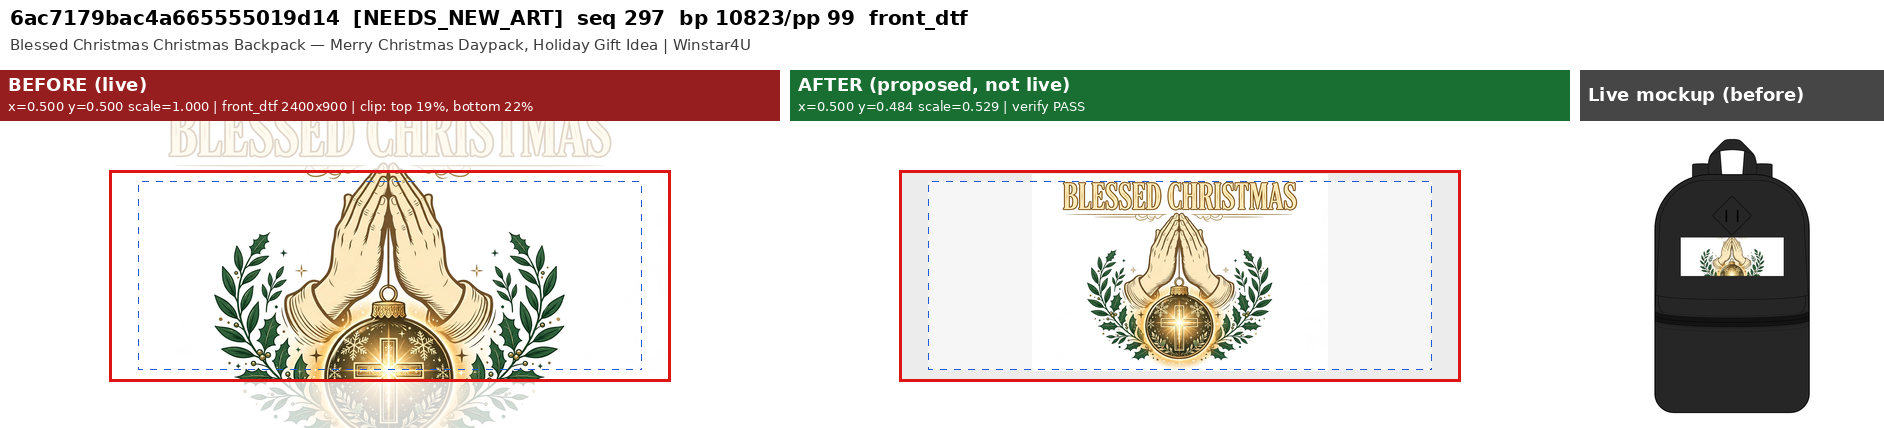 6ac7179bac4a665555019d14 [NEEDS_NEW_ART] seq 297 bp 10823/pp 99 front_dtf
Blessed Christmas Christmas Backpack — Merry Christmas Daypack, Holiday Gift Idea | Winstar4U
BEFORE (live)
x=0.500 y=0.500 scale=1.000 | front_dtf 2400x900 | clip: top 19%, bottom 22%
BLESSED CHRISTMAS
AFTER (proposed, not live)
x=0.500 y=0.484 scale=0.529 | verify PASS
BLESSED CHRISTMAS
Live mockup (before)